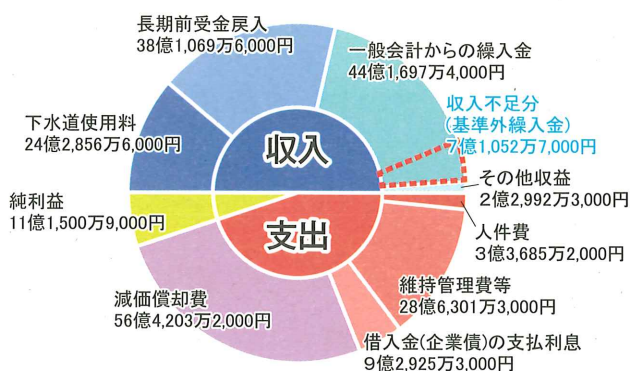 長期前受金戻入
38億1,069万6,000円
一般会計からの繰入金
44億1,697万4,000円
収入不足分
(基準外繰入金)
7億1,052万7,000円
下水道使用料
24億2,856万6,000円
収入
その他収益
2億2,992万3,000円
純利益
11億1,500万9,000円
支出
人件費
3億3,685万2,000円
維持管理費等
28億6,301万3,000円
減価償却費
56億4,203万2,000円
借入金(企業債)の支払利息
9億2,925万3,000円